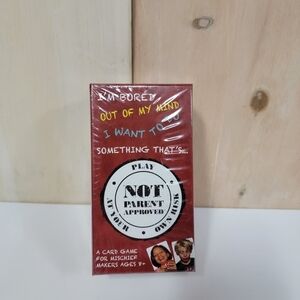 I'M BORED
OUT OF MY MIND
I WANT TO DO
SOMETHING THAT'S...
PLAY
NOT
PARENT
APPROVED
AT YOUR
OWN RISK
A CARD GAME
FOR MISCHIEF
MAKERS AGES 8+